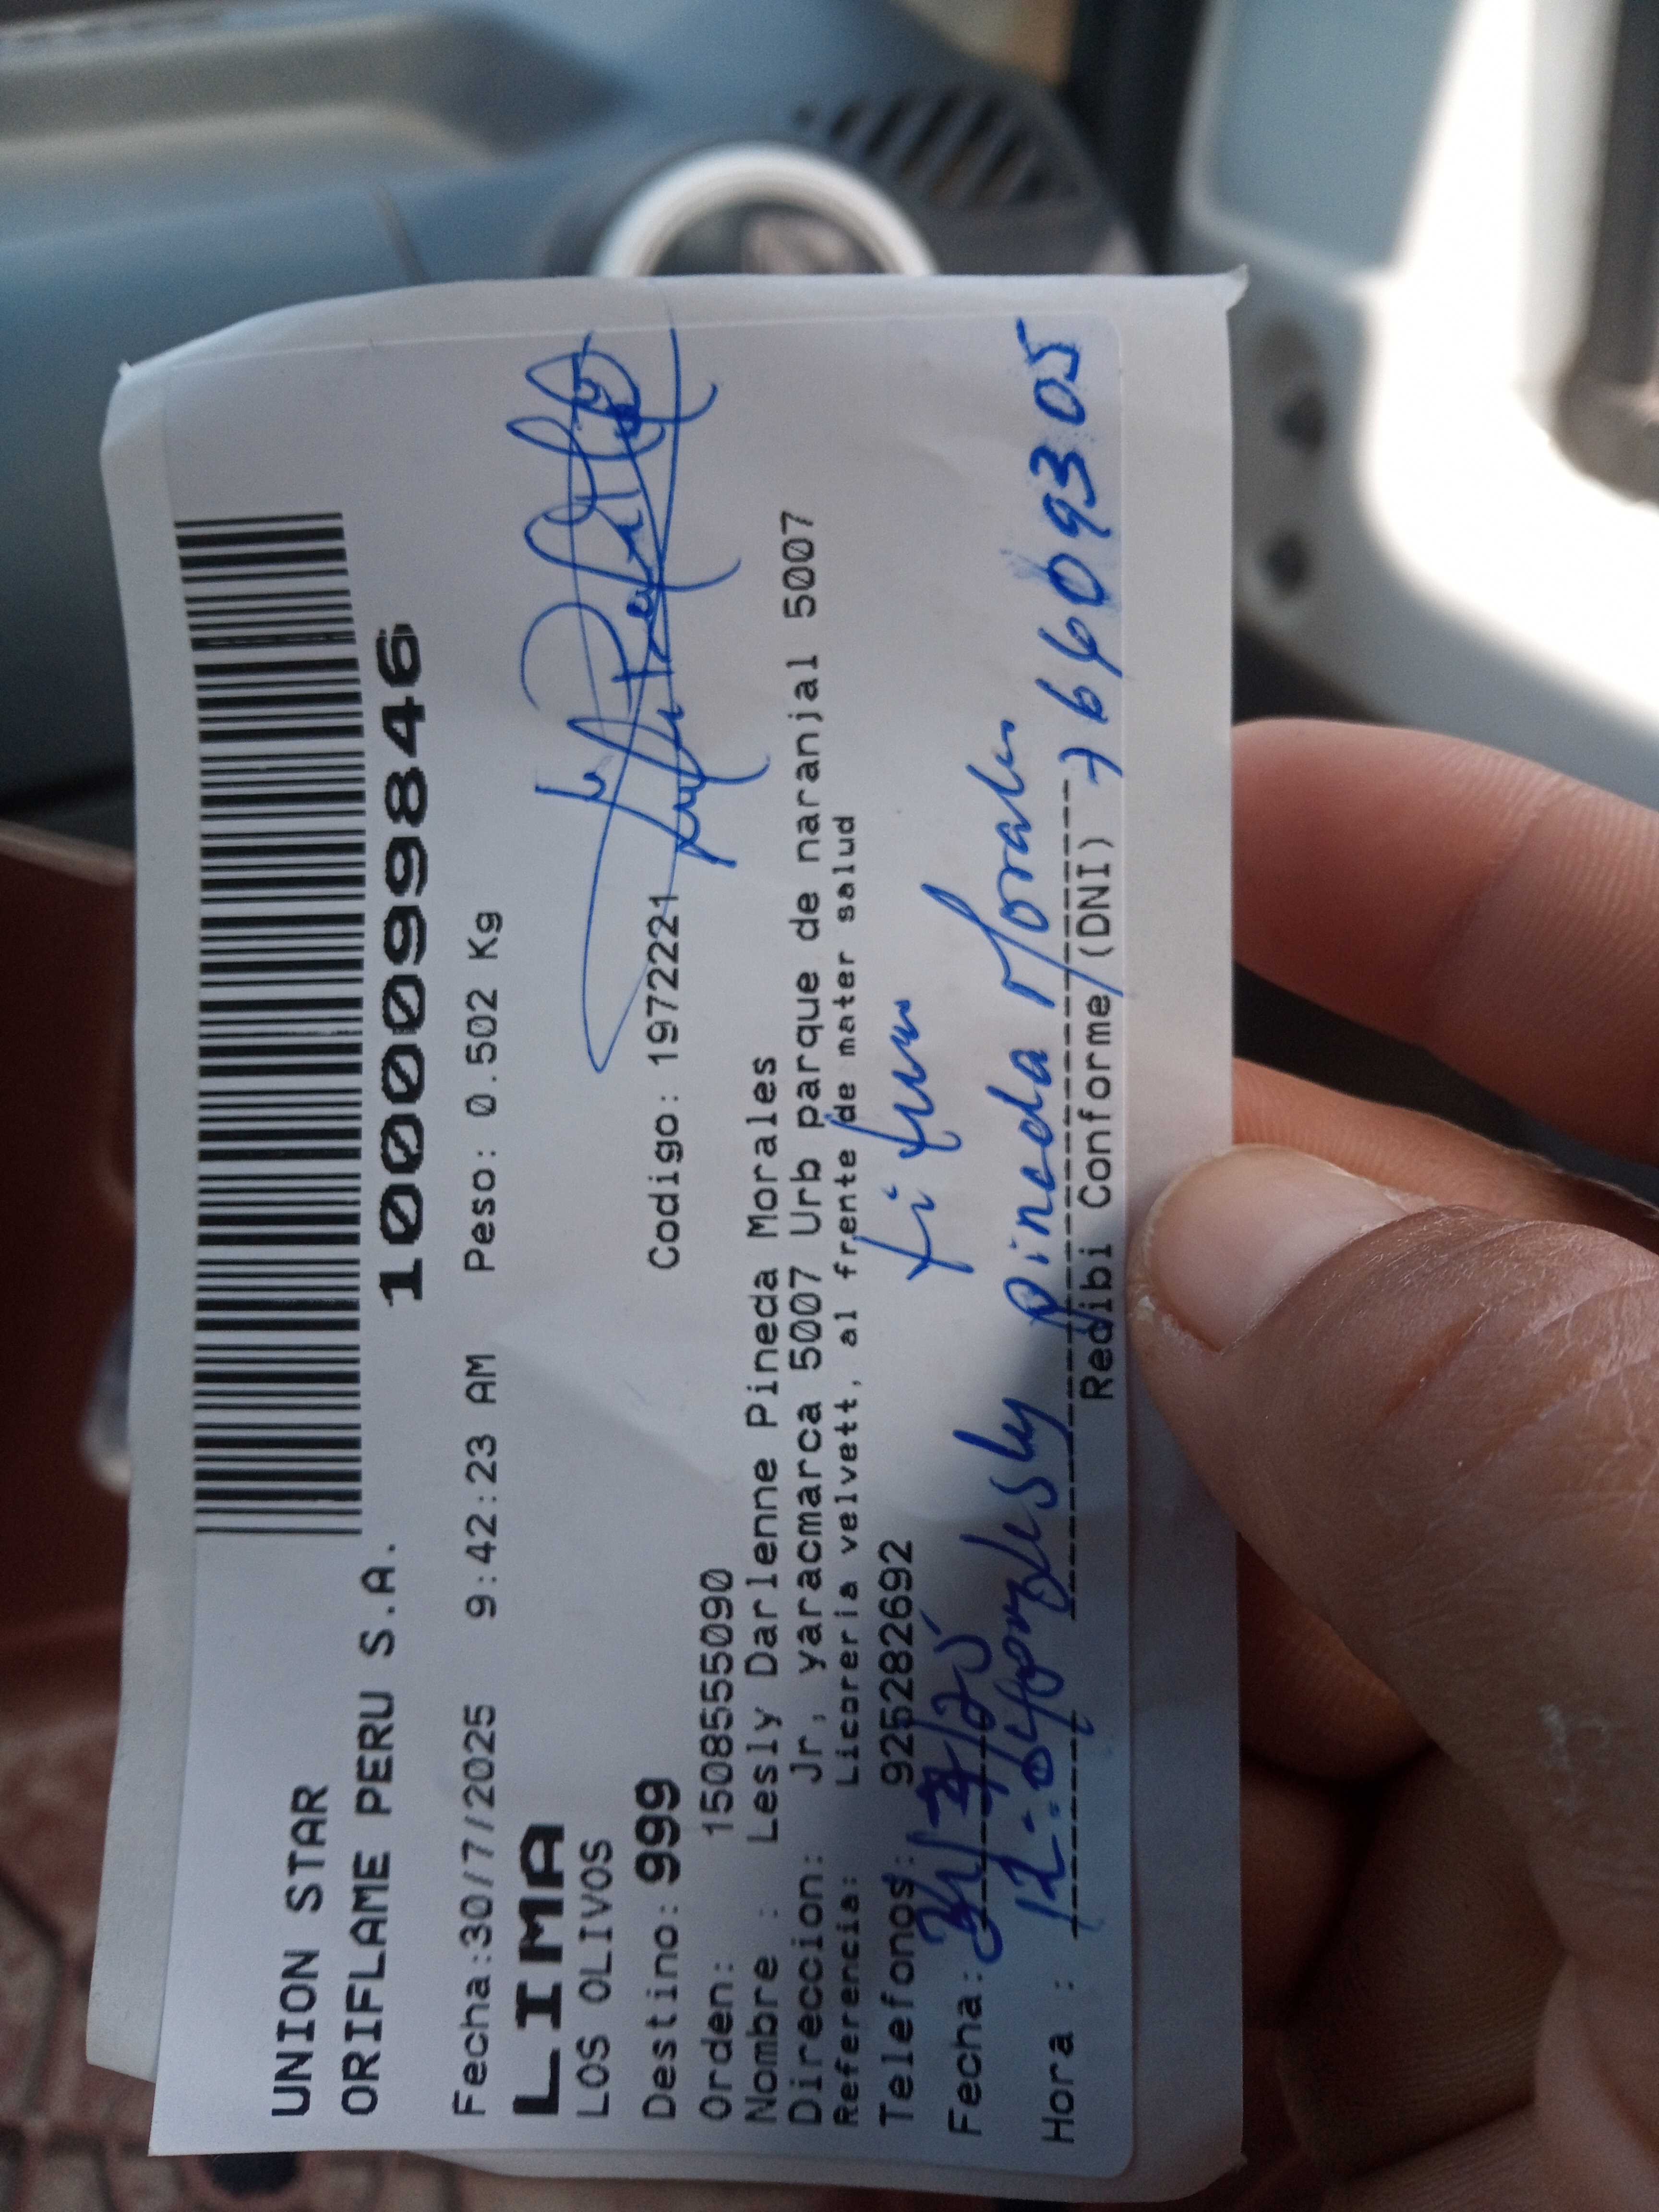 UNION STAR
ORIFLAME PERU S.A.
1000099846
Fecha:30/7/2025 9:42:23 AM Peso: 0.502 Kg
LIMA
LOS OLIVOS
Destino: 999 Codigo: 1972221
Orden: 1508555090
Nombre : Lesly Darlenne Pineda Morales
Direccion: Jr, yaracmarca 5007 Urb parque de naranjal 5007
Referencia: Licoreria velvett, al frente de mater salud
Telefonos: 925282692
Fecha:
Hora : Lesly Pineda Morales 76609305
Redibi Conforme/(DNI)